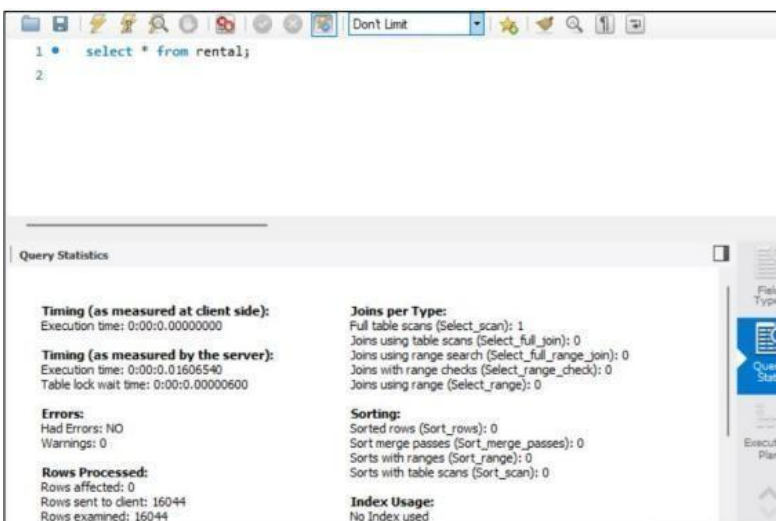 Don't Limit
1 select * from rental;
2
Query Statistics
Timing (as measured at client side):
Execution time: 0:00:0.00000000
Timing (as measured by the server):
Execution time: 0:00:0.01606540
Table lock wait time: 0:00:0.00000600
Errors:
Had Errors: NO
Warnings: 0
Rows Processed:
Rows affected: 0
Rows sent to client: 16044
Rows examined: 16044
Joins per Type:
Full table scans (Select_scan): 1
Joins using table scans (Select_full_join): 0
Joins using range search (Select_full_range_join): 0
Joins with range checks (Select_range_check): 0
Joins using range (Select_range): 0
Sorting:
Sorted rows (Sort_rows): 0
Sort merge passes (Sort_merge_passes): 0
Sorts with ranges (Sort_range): 0
Sorts with table scans (Sort_scan): 0
Index Usage:
No Index used